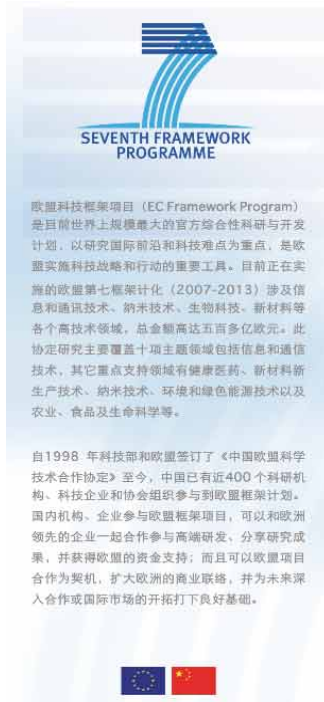 SEVENTH FRAMEWORK
PROGRAMME
欧盟科技框架项目（EC Framework Program）
是目前世界上规模最大的官方综合性科研与开发
计划，以研究国际前沿和科技难点为重点，是欧
盟实施科技战略和行动的重要工具。目前正在实
施的欧盟第七框架计化（2007-2013）涉及信
息和通讯技术、纳米技术、生物科技、新材料等
各个高技术领域，总金额高达五百多亿欧元。此
协定研究主要覆盖十项主题领域包括信息和通信
技术，其它重点支持领域有健康医药、新材料新
生产技术、纳米技术、环境和绿色能源技术以及
农业、食品及生命科学等。
自1998 年科技部和欧盟签订了《中国欧盟科学
技术合作协定》至今，中国已有近400 个科研机
构、科技企业和协会组织参与到欧盟框架计划。
国内机构、企业参与欧盟框架项目，可以和欧洲
领先的企业一起合作参与高端研发、分享研究成
果，并获得欧盟的资金支持；而且可以欧盟项目
合作为契机，扩大欧洲的商业联络，并为未来深
入合作或国际市场的开拓打下良好基础。